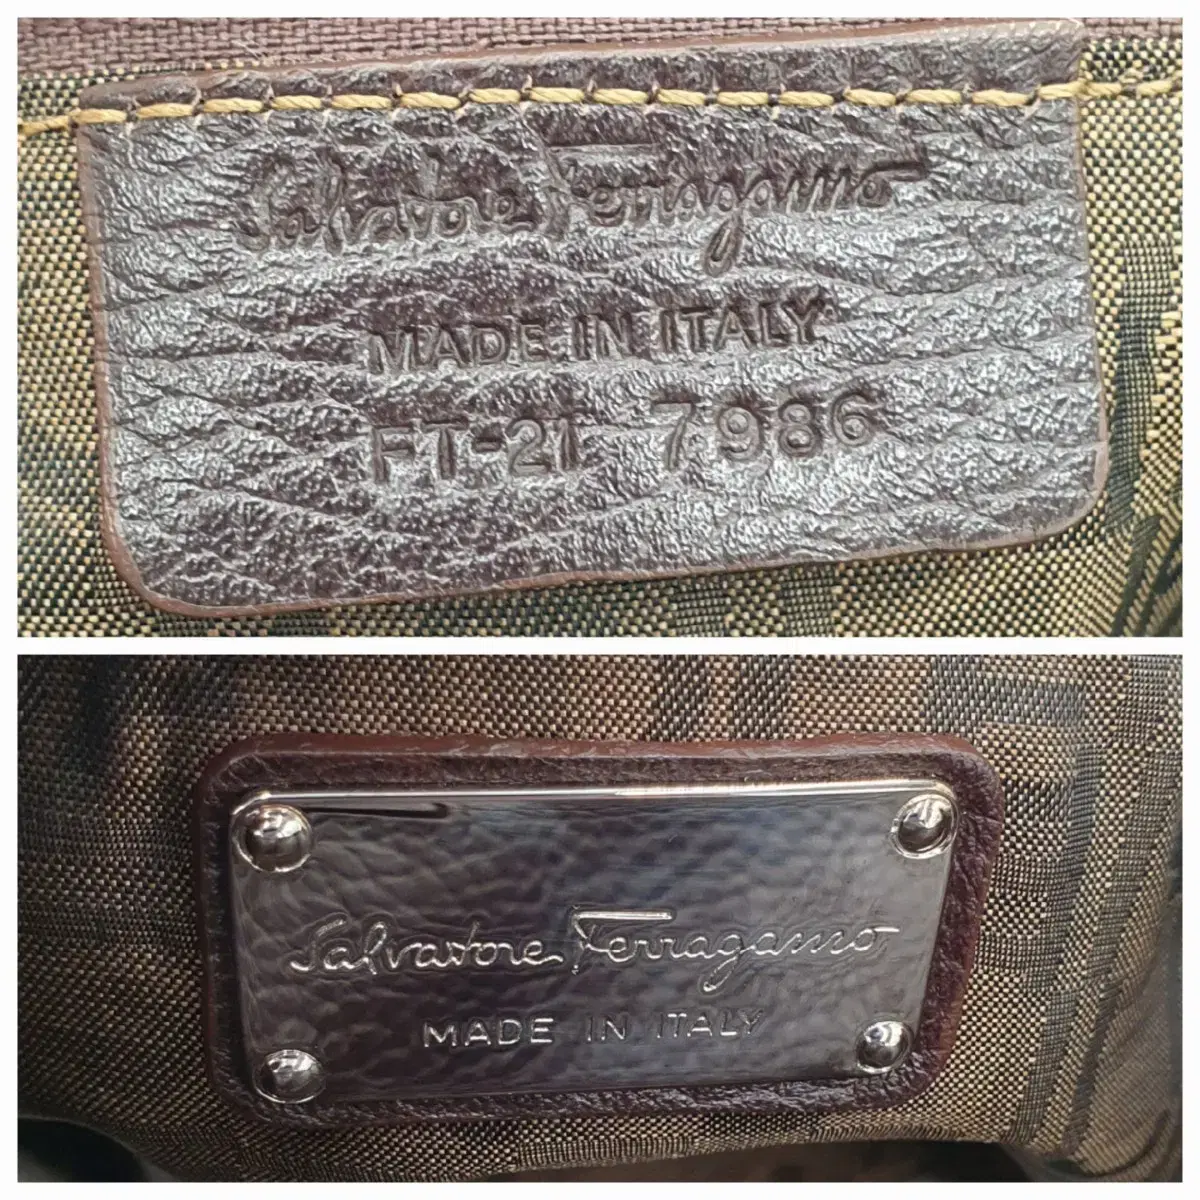 Salvatore Ferragamo
MADE IN ITALY
FT-21 7986
Salvatore Ferragamo
MADE IN ITALY